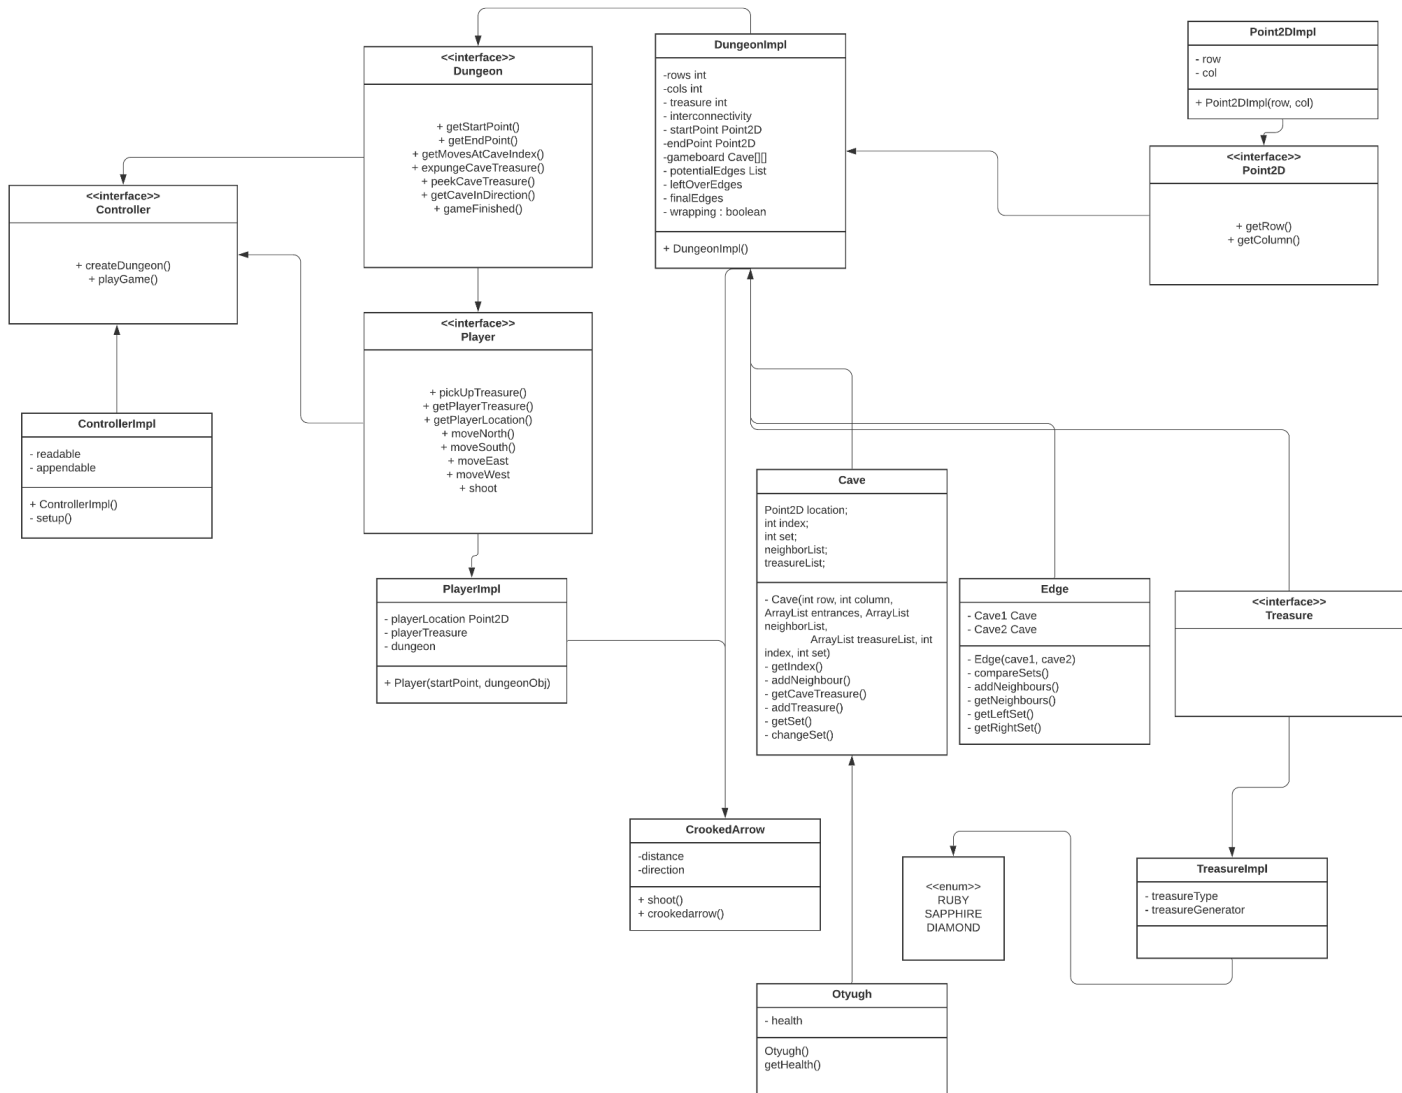 <<interface>>
Dungeon
+ getStartPoint()
+ getEndPoint()
+ getMovesAtCaveIndex()
+ expungeCaveTreasure()
+ peekCaveTreasure()
+ getCaveInDirection()
+ gameFinished()
DungeonImpl
-rows int
-cols int
- treasure int
- interconnectivity
- startPoint Point2D
-endPoint Point2D
-gameboard Cave[][]
- potentialEdges List
- leftOverEdges
- finalEdges
- wrapping : boolean
+ DungeonImpl()
Point2DImpl
- row
- col
+ Point2DImpl(row, col)
<<interface>>
Point2D
+ getRow()
+ getColumn()
<<interface>>
Controller
+ createDungeon()
+ playGame()
<<interface>>
Player
+ pickUpTreasure()
+ getPlayerTreasure()
+ getPlayerLocation()
+ moveNorth()
+ moveSouth()
+ moveEast
+ moveWest
+ shoot
ControllerImpl
- readable
- appendable
+ ControllerImpl()
- setup()
PlayerImpl
- playerLocation Point2D
- playerTreasure
- dungeon
+ Player(startPoint, dungeonObj)
Cave
Point2D location;
int index;
int set;
neighborList;
treasureList;
- Cave(int row, int column,
ArrayList entrances, ArrayList
neighborList,
ArrayList treasureList, int
index, int set)
- getIndex()
- addNeighbour()
- getCaveTreasure()
- addTreasure()
- getSet()
- changeSet()
Edge
- Cave1 Cave
- Cave2 Cave
- Edge(cave1, cave2)
- compareSets()
- addNeighbours()
- getNeighbours()
- getLeftSet()
- getRightSet()
<<interface>>
Treasure
CrookedArrow
-distance
-direction
+ shoot()
+ crookedarrow()
<<enum>>
RUBY
SAPPHIRE
DIAMOND
TreasureImpl
- treasureType
- treasureGenerator
Otyugh
- health
Otyugh()
getHealth()